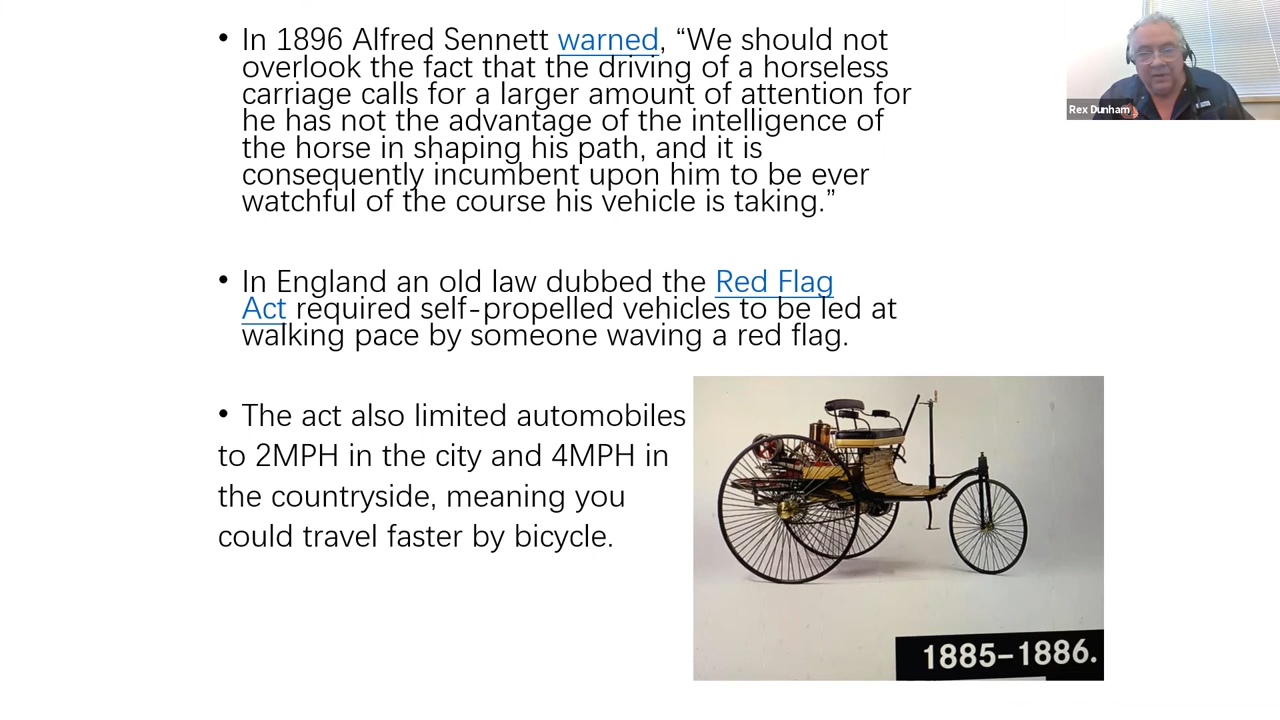 • In 1896 Alfred Sennett warned, “We should not
overlook the fact that the driving of a horseless
carriage calls for a larger amount of attention for
he has not the advantage of the intelligence of
the horse in shaping his path, and it is
consequently incumbent upon him to be ever
watchful of the course his vehicle is taking.”
• In England an old law dubbed the Red Flag
Act required self-propelled vehicles to be led at
walking pace by someone waving a red flag.
• The act also limited automobiles
to 2MPH in the city and 4MPH in
the countryside, meaning you
could travel faster by bicycle.
1885–1886.
Rex Dunham